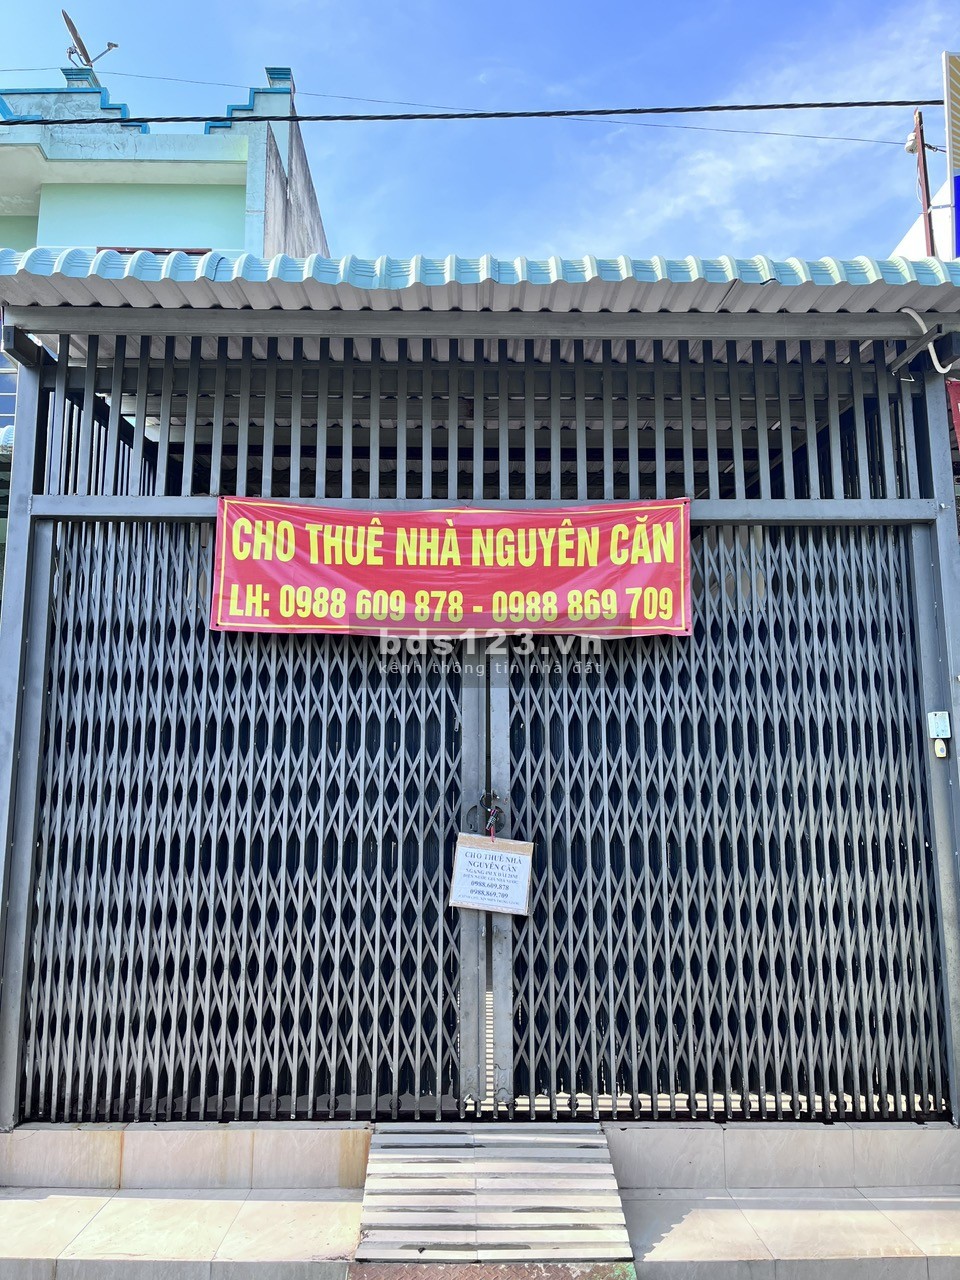 CHO THUÊ NHÀ NGUYÊN CĂN
LH: 0988 609 878 - 0988 869 709
bds123.vn
kênh thông tin nhà đất
CHO THUÊ NHÀ
NGUYÊN CĂN
0988.609.878
0988.869.709